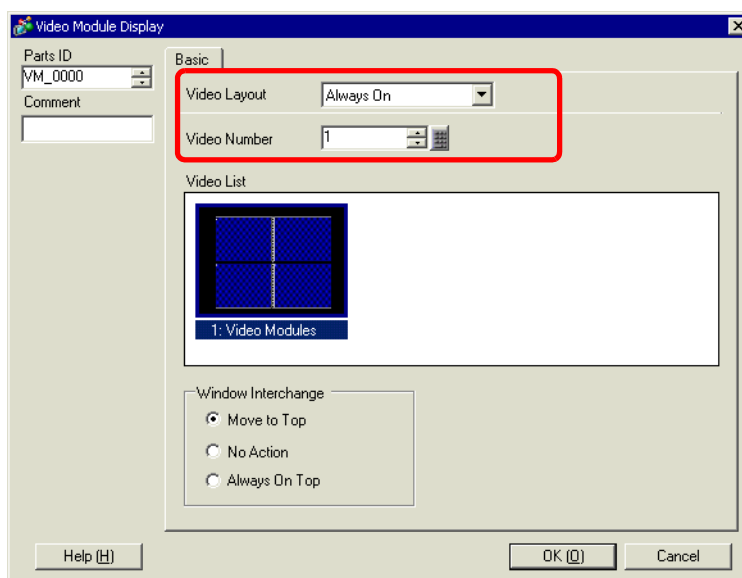 Video Module Display
Parts ID
VM_0000
Comment
Basic
Video Layout
Always On
Video Number
1
Video List
1: Video Modules
Window Interchange
Move to Top
No Action
Always On Top
Help (H)
OK (O)
Cancel